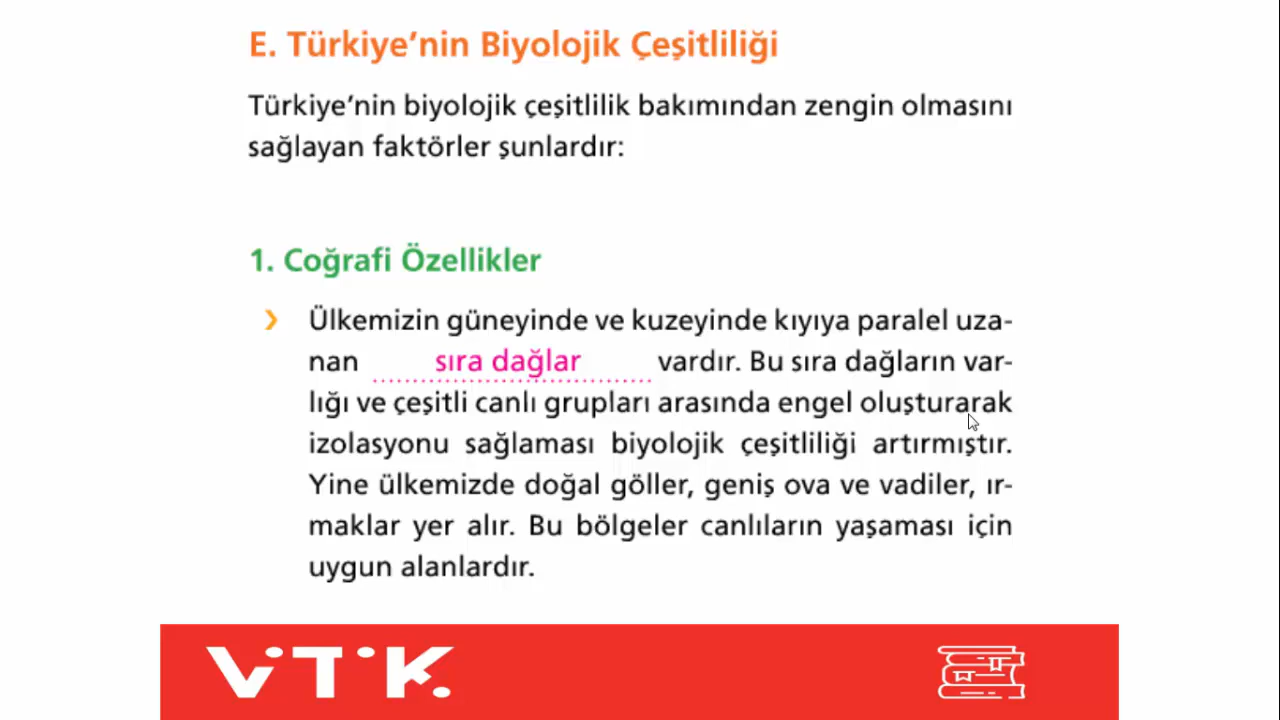 E. Türkiye’nin Biyolojik Çeşitliliği
Türkiye’nin biyolojik çeşitlilik bakımından zengin olmasını
sağlayan faktörler şunlardır:
1. Coğrafi Özellikler
› Ülkemizin güneyinde ve kuzeyinde kıyıya paralel uza-
nan sıra dağlar vardır. Bu sıra dağların var-
lığı ve çeşitli canlı grupları arasında engel oluşturarak
izolasyonu sağlaması biyolojik çeşitliliği artırmıştır.
Yine ülkemizde doğal göller, geniş ova ve vadiler, ır-
maklar yer alır. Bu bölgeler canlıların yaşaması için
uygun alanlardır.
VİTİK